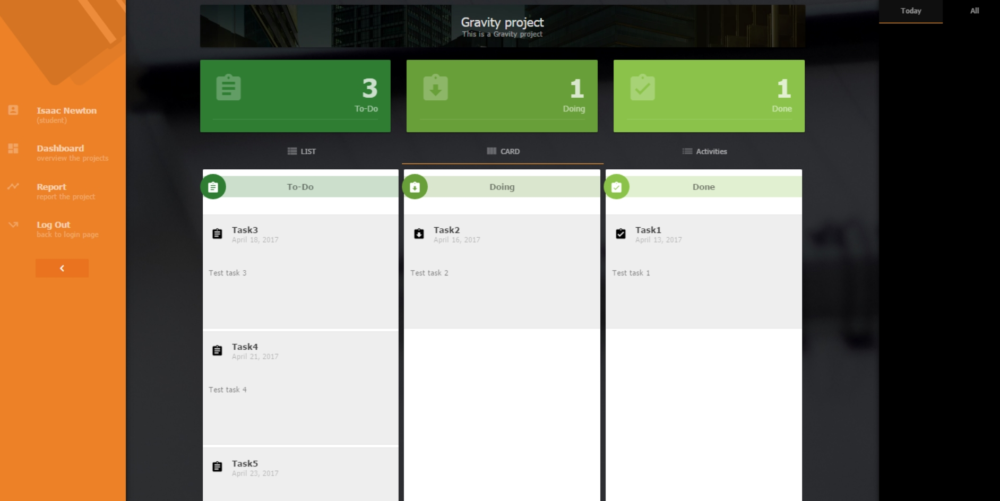 Isaac Newton
(student)
Dashboard
overview the projects
Report
report the project
Log Out
back to login page
Gravity project
This is a Gravity project
3
To-Do
1
Doing
1
Done
LIST
CARD
Activities
To-Do
Task3
April 18, 2017
Test task 3
Task4
April 21, 2017
Test task 4
Task5
April 23, 2017
Doing
Task2
April 16, 2017
Test task 2
Done
Task1
April 13, 2017
Test task 1
Today
All